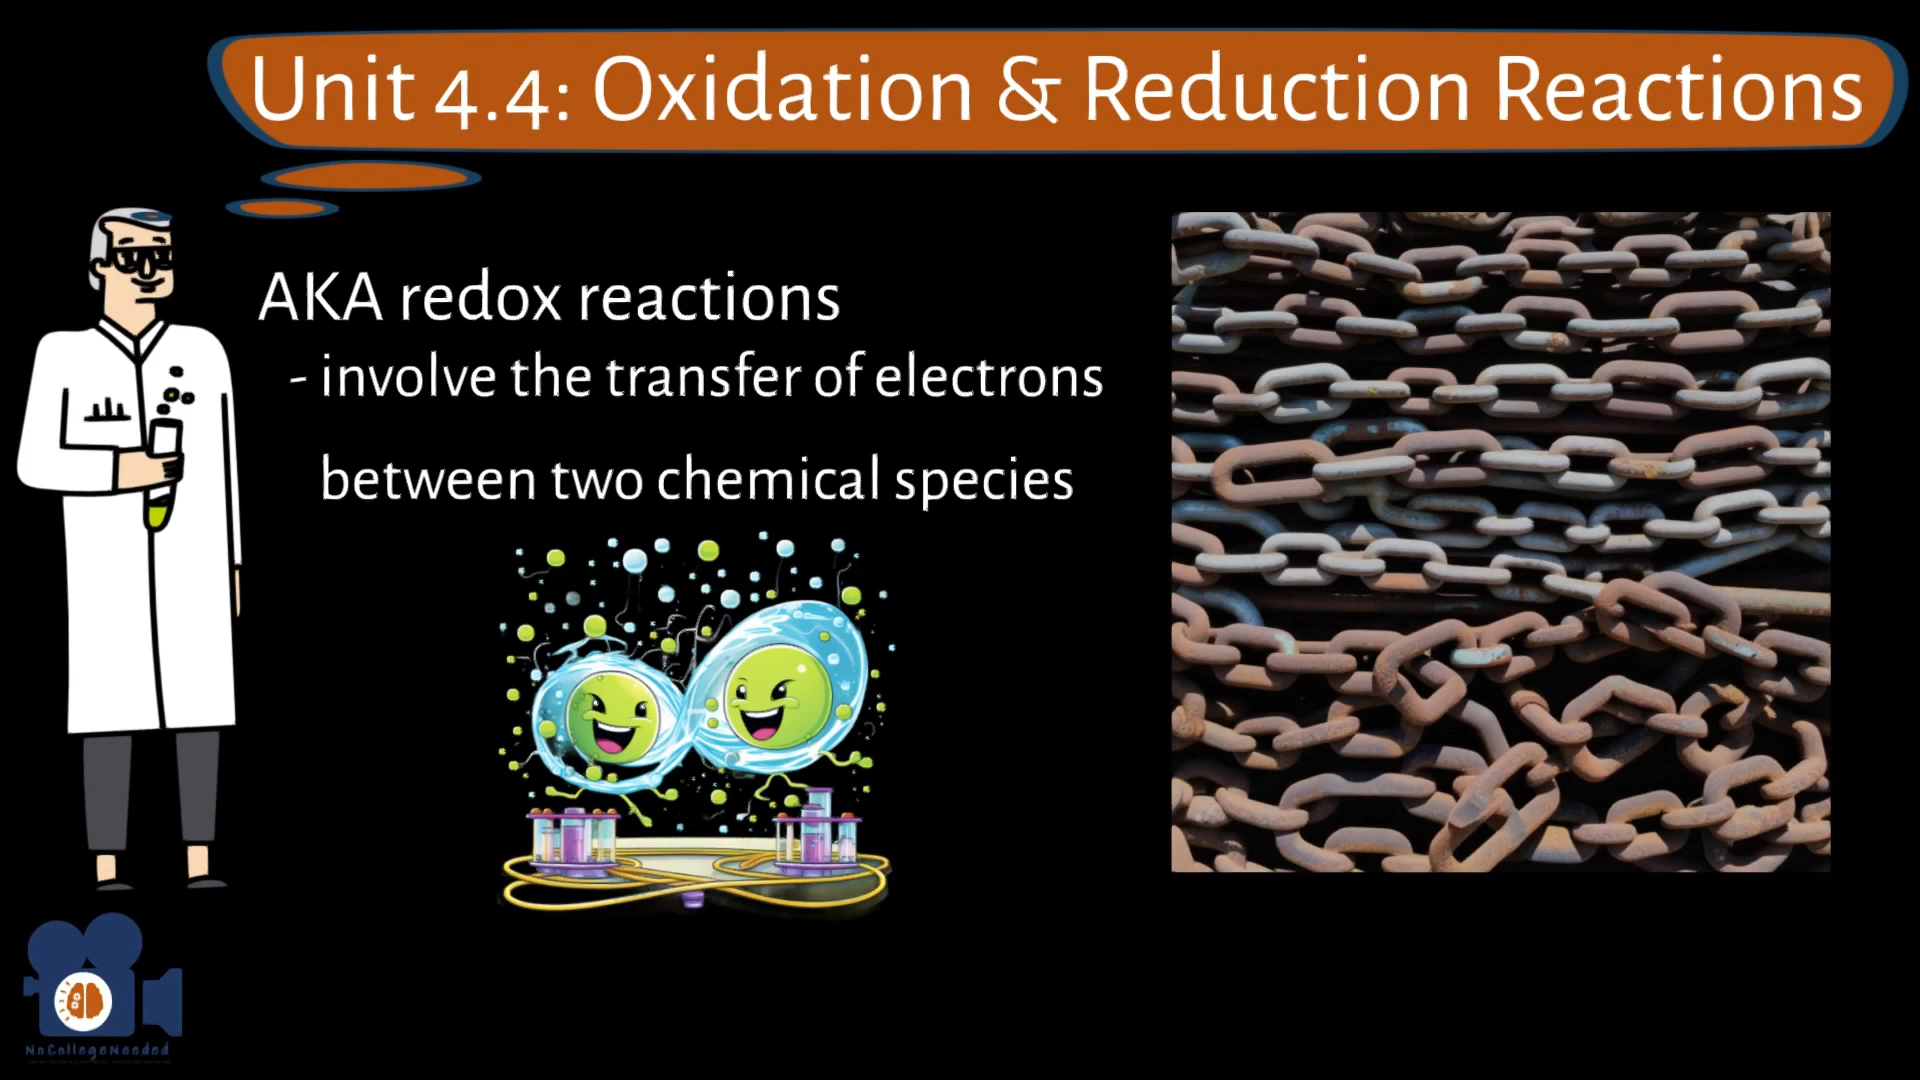 Unit 4.4: Oxidation & Reduction Reactions
AKA redox reactions
- involve the transfer of electrons
between two chemical species
NoCollegeNeeded